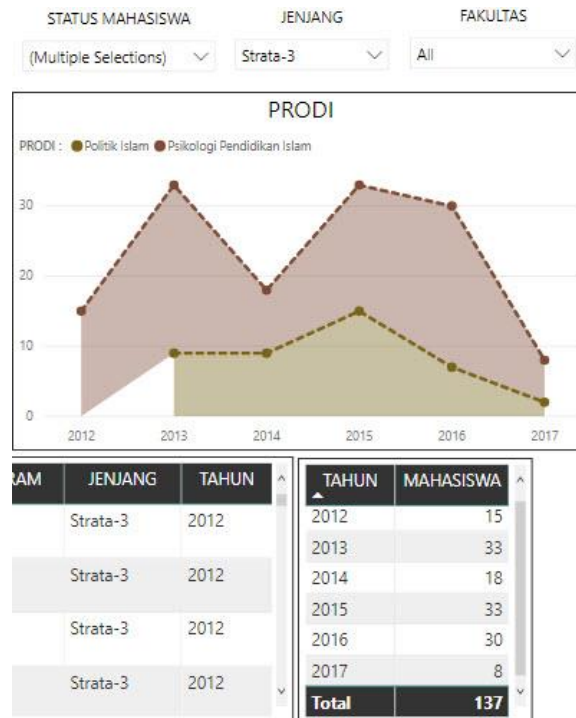 STATUS MAHASISWA JENJANG FAKULTAS
(Multiple Selections) Strata-3 All
PRODI
PRODI : Politik Islam Psikologi Pendidikan Islam
30
20
10
0
2012 2013 2014 2015 2016 2017
RAM JENJANG TAHUN
Strata-3 2012
Strata-3 2012
Strata-3 2012
Strata-3 2012
TAHUN MAHASISWA
2012 15
2013 33
2014 18
2015 33
2016 30
2017 8
Total 137